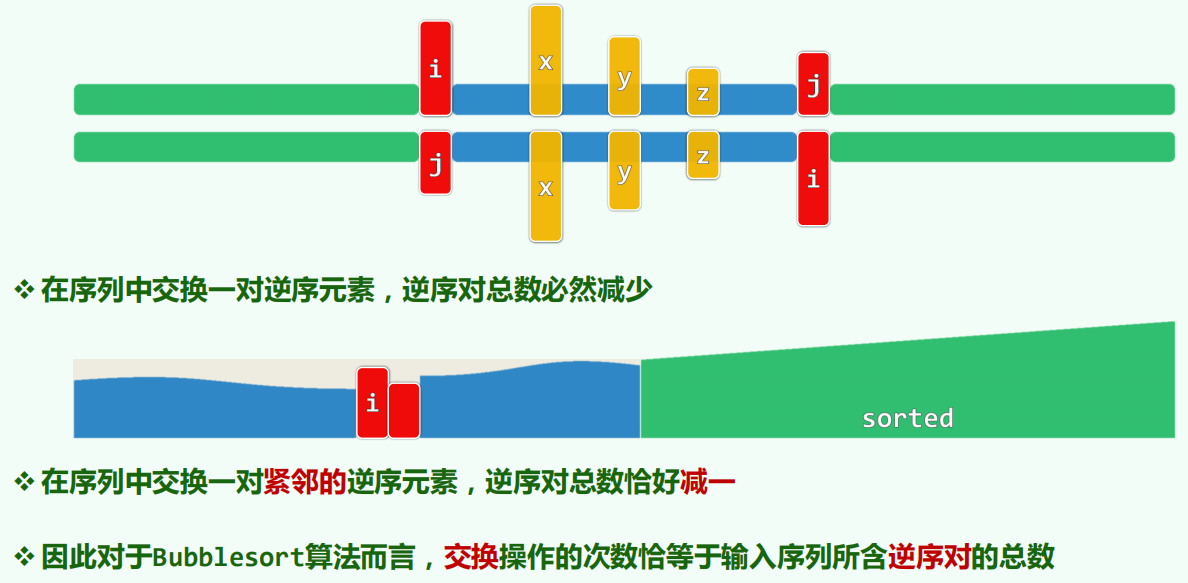 i x y z j
j x y z i
❖ 在序列中交换一对逆序元素，逆序对总数必然减少
i
sorted
❖ 在序列中交换一对紧邻的逆序元素，逆序对总数恰好减一
❖ 因此对于Bubblesort算法而言，交换操作的次数恰等于输入序列所含逆序对的总数